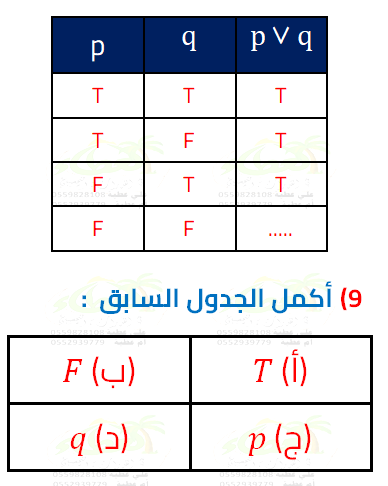 p q p ∨ q
T T T
T F T
F T T
F F .....
9) أكمل الجدول السابق :
(أ) T (ب) F
(ج) p (د) q